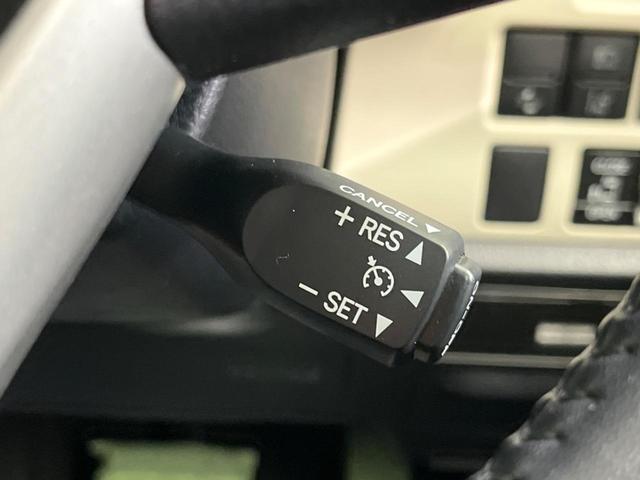 CANCEL ▼
+ RES ▲
- SET ▼